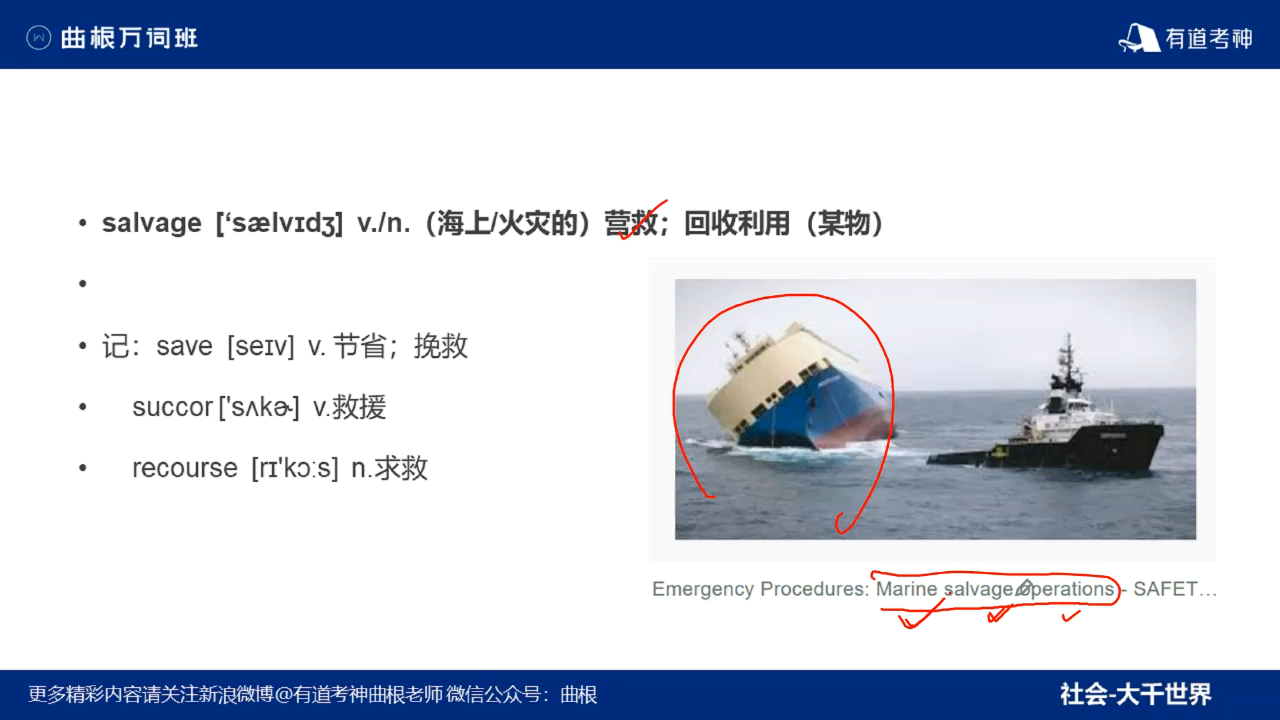 曲根万词班
有道考神
• salvage [‘sælvɪdʒ] v./n.（海上/火灾的）营救；回收利用（某物）
•
• 记：save [seɪv] v. 节省；挽救
• succor ['sʌkɚ] v.救援
• recourse [rɪ'kɔːs] n.求救
Emergency Procedures: Marine salvage operations - SAFET…
更多精彩内容请关注新浪微博@有道考神曲根老师 微信公众号：曲根
社会-大千世界